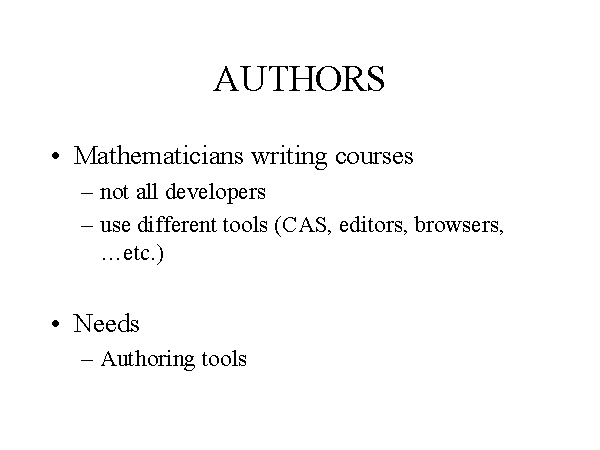 AUTHORS
• Mathematicians writing courses
– not all developers
– use different tools (CAS, editors, browsers,
…etc.)
• Needs
– Authoring tools